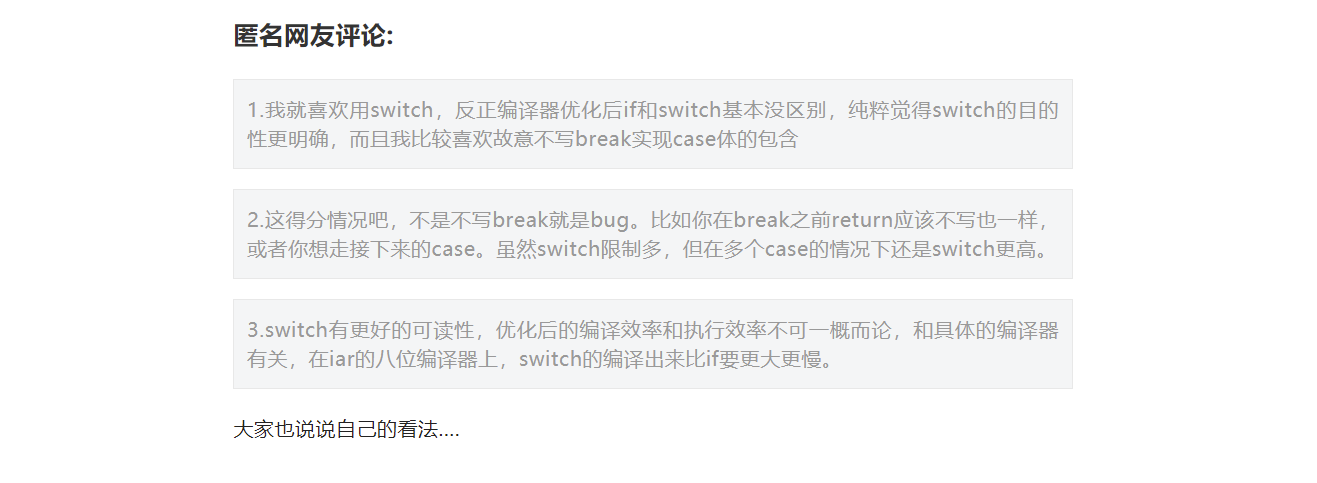 匿名网友评论:
1.我就喜欢用switch，反正编译器优化后if和switch基本没区别，纯粹觉得switch的目的
性更明确，而且我比较喜欢故意不写break实现case体的包含
2.这得分情况吧，不是不写break就是bug。比如你在break之前return应该不写也一样，
或者你想走接下来的case。虽然switch限制多，但在多个case的情况下还是switch更高。
3.switch有更好的可读性，优化后的编译效率和执行效率不可一概而论，和具体的编译器
有关，在iar的八位编译器上，switch的编译出来比if要更大更慢。
大家也说说自己的看法....